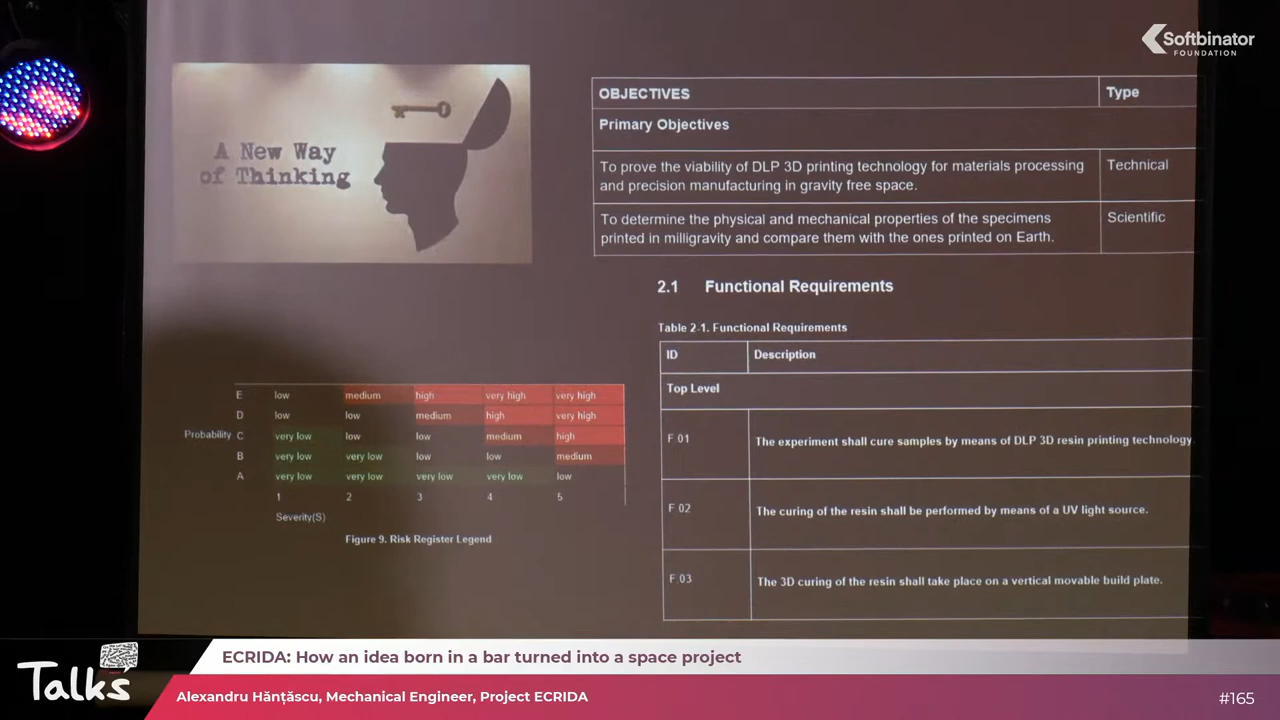 Softbinator
FOUNDATION
A New Way
of Thinking
OBJECTIVES Type
Primary Objectives
To prove the viability of DLP 3D printing technology for materials processing
and precision manufacturing in gravity free space.
Technical
To determine the physical and mechanical properties of the specimens
printed in milligravity and compare them with the ones printed on Earth.
Scientific
2.1 Functional Requirements
Table 2-1. Functional Requirements
ID Description
Top Level
F 01 The experiment shall cure samples by means of DLP 3D resin printing technology
F 02 The curing of the resin shall be performed by means of a UV light source.
F 03 The 3D curing of the resin shall take place on a vertical movable build plate.
E low medium high very high very high
D low low medium high very high
Probability C very low low low medium high
B very low very low low low medium
A very low very low very low very low low
1 2 3 4 5
Severity(S)
Figure 9. Risk Register Legend
Talks
ECRIDA: How an idea born in a bar turned into a space project
Alexandru Hănțăscu, Mechanical Engineer, Project ECRIDA
#165